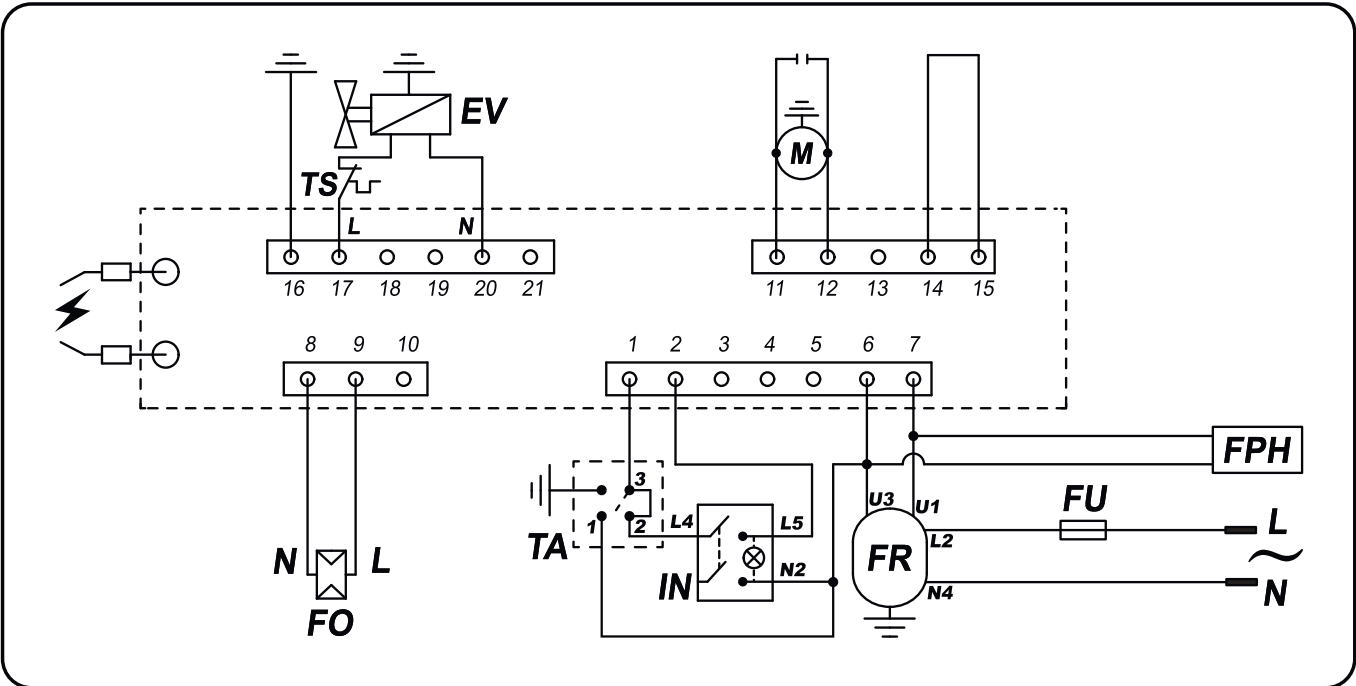 EV
M
TS
L N
16 17 18 19 20 21
11 12 13 14 15
8 9 10
1 2 3 4 5 6 7
FPH
3
U3 U1
FU
1 2 L4 L5
L
TA
L2
N L
FR
IN N2
N4
N
FO